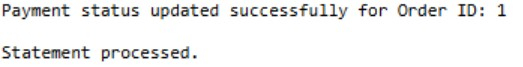 Payment status updated successfully for Order ID: 1
Statement processed.